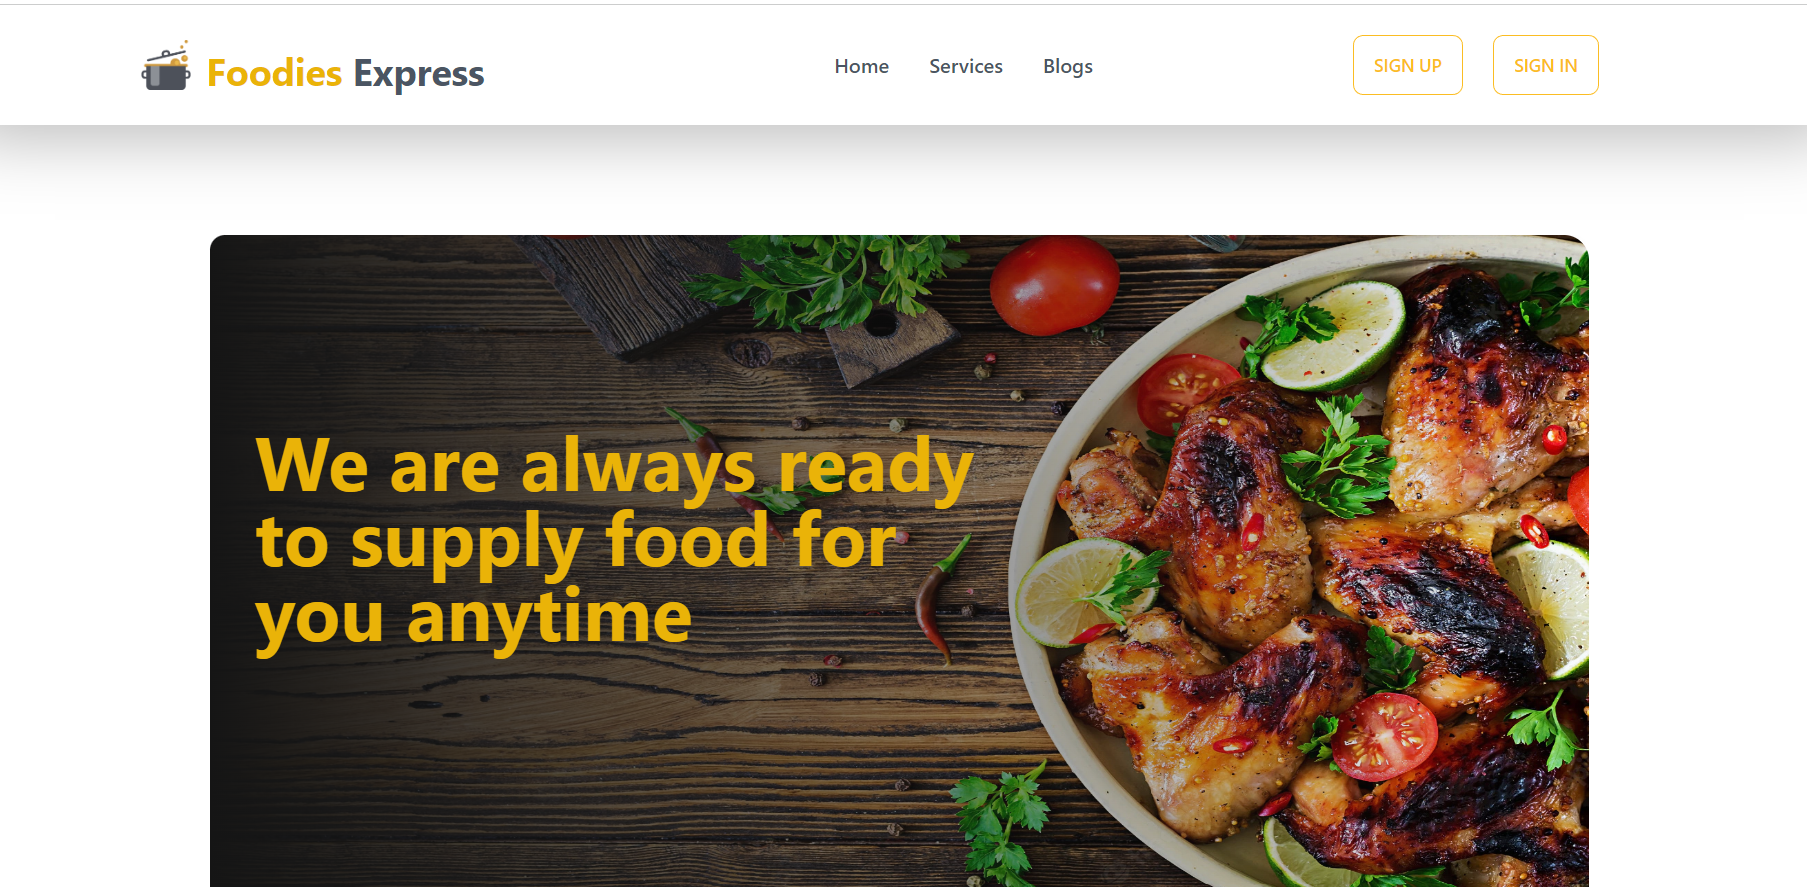 Foodies Express
Home
Services
Blogs
SIGN UP
SIGN IN
We are always ready
to supply food for
you anytime